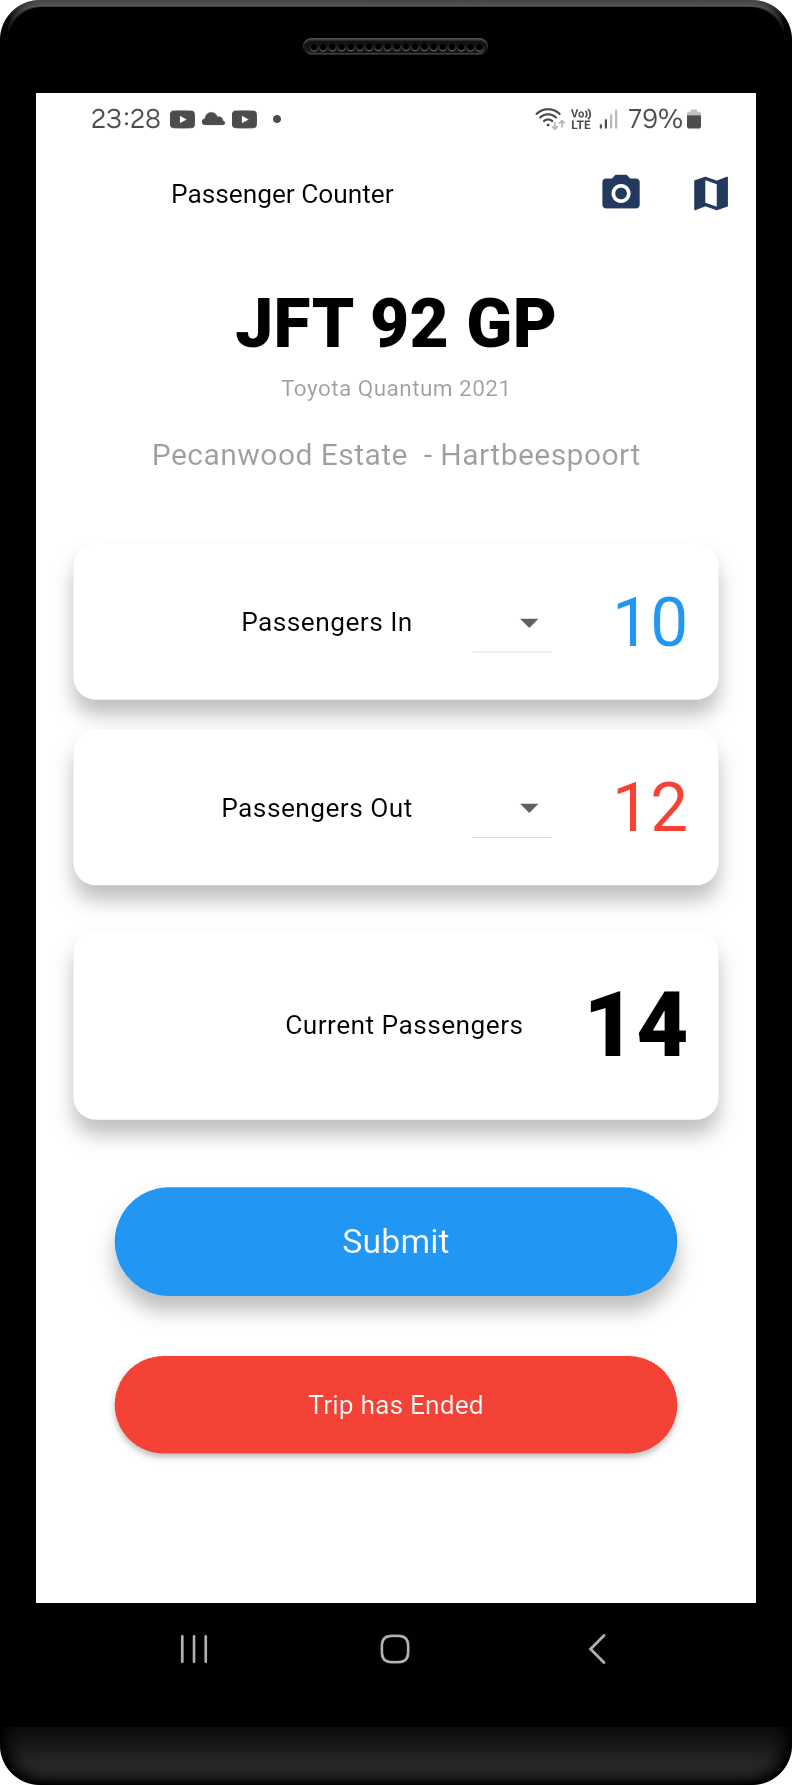 23:28 Vo)) LTE 79%
Passenger Counter
JFT 92 GP
Toyota Quantum 2021
Pecanwood Estate - Hartbeespoort
Passengers In 10
Passengers Out 12
Current Passengers 14
Submit
Trip has Ended